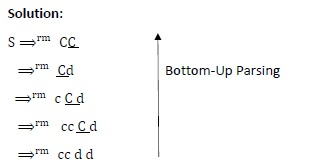 Solution:
S ⟹rm CC
⟹rm Cd
⟹rm c C d
⟹rm cc C d
⟹rm cc d d
Bottom-Up Parsing